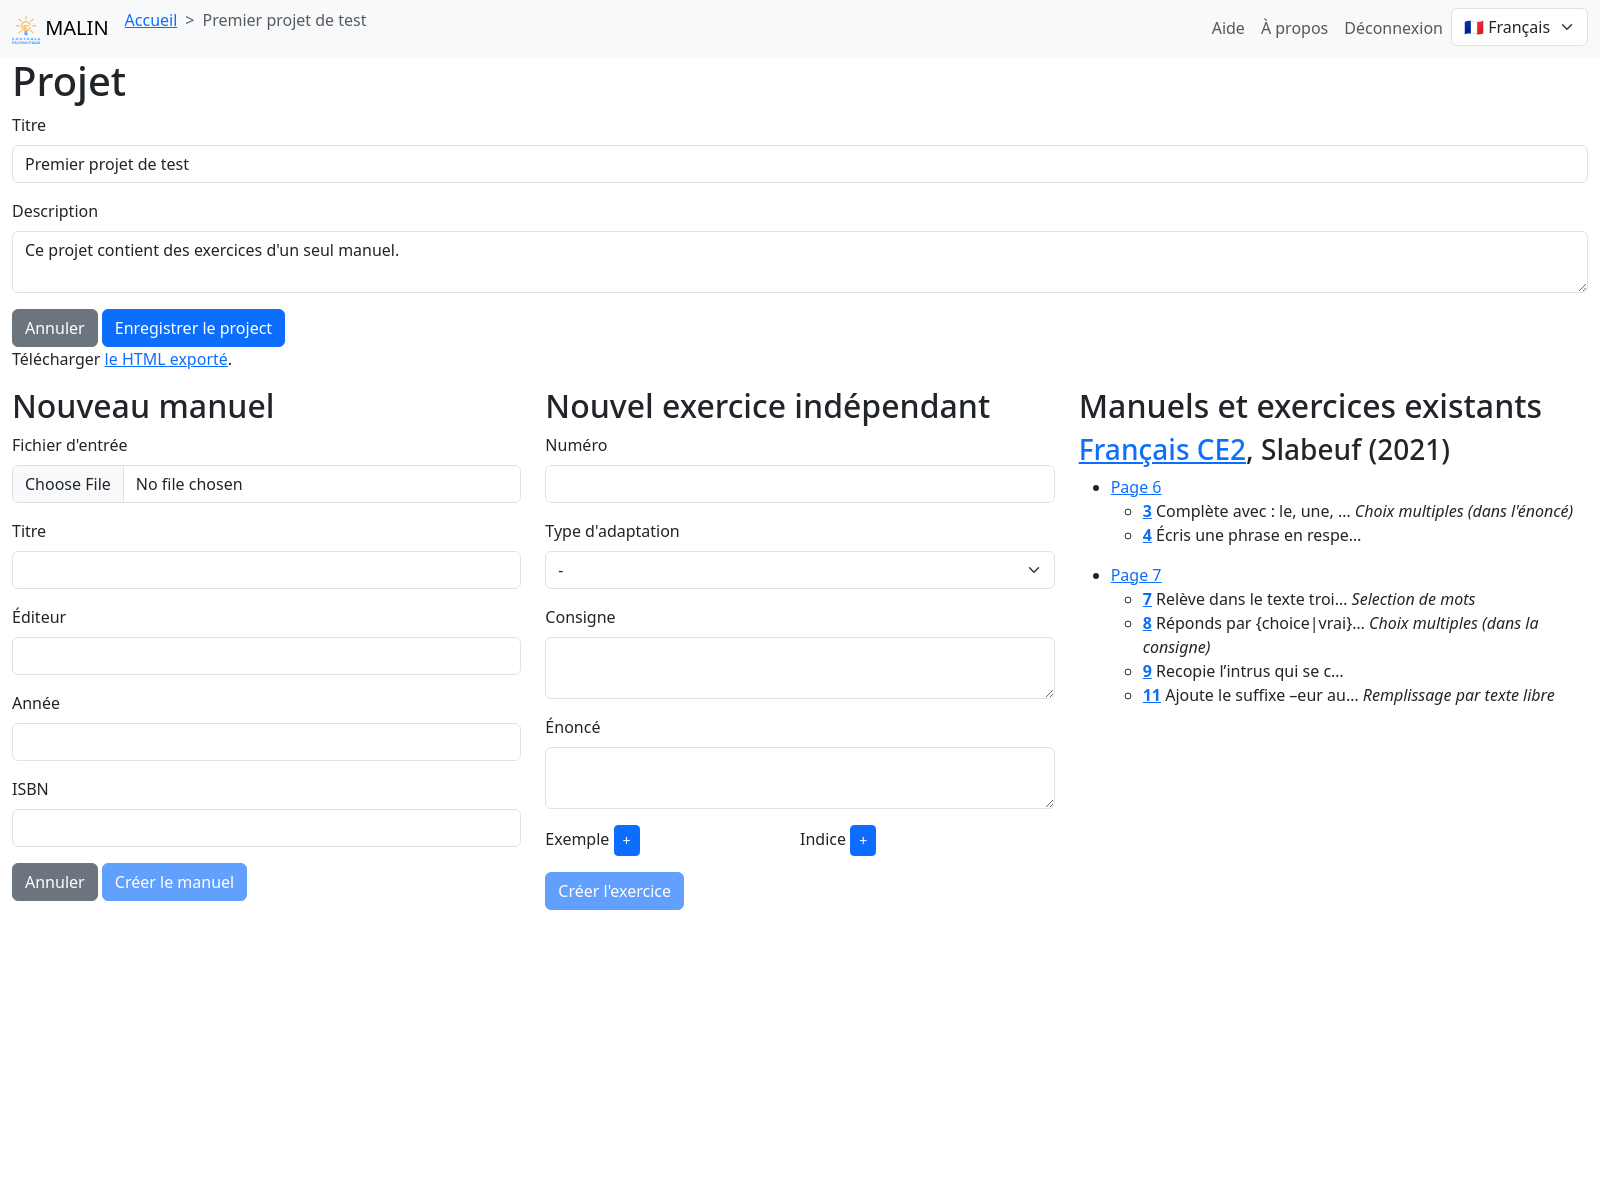 MALIN Accueil > Premier projet de test Aide À propos Déconnexion 🇫🇷 Français
Projet
Titre
Premier projet de test
Description
Ce projet contient des exercices d'un seul manuel.
Annuler Enregistrer le project
Télécharger le HTML exporté.
Nouveau manuel
Fichier d'entrée
Choose File No file chosen
Titre
Éditeur
Année
ISBN
Annuler Créer le manuel
Nouvel exercice indépendant
Numéro
Type d'adaptation
-
Consigne
Énoncé
Exemple + Indice +
Créer l'exercice
Manuels et exercices existants
Français CE2, Slabeuf (2021)
Page 6
3 Complète avec : le, une, ... Choix multiples (dans l'énoncé)
4 Écris une phrase en respe...
Page 7
7 Relève dans le texte troi... Selection de mots
8 Réponds par {choice|vrai}... Choix multiples (dans la
consigne)
9 Recopie l’intrus qui se c...
11 Ajoute le suffixe –eur au... Remplissage par texte libre